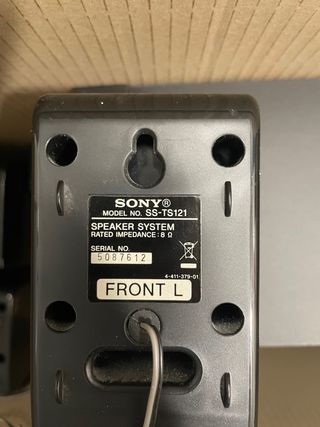 SONY®
MODEL NO. SS-TS121
SPEAKER SYSTEM
RATED IMPEDANCE : 8 Ω
SERIAL NO.
5087612
4-411-379-01
FRONT L